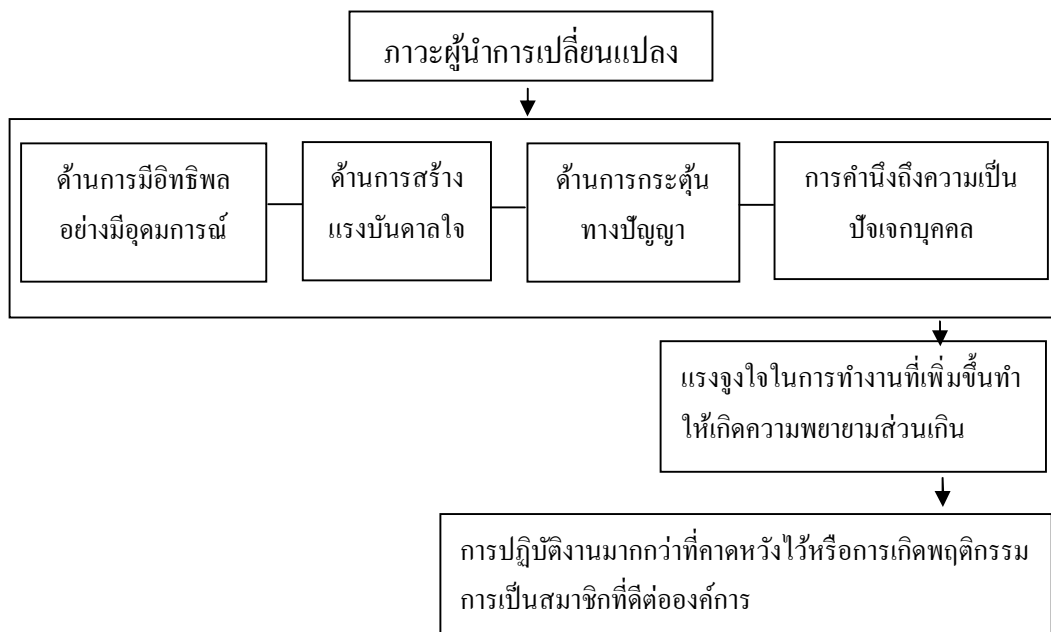 ภาวะผู้นำการเปลี่ยนแปลง
ด้านการมีอิทธิพล
อย่างมีอุดมการณ์
ด้านการสร้าง
แรงบันดาลใจ
ด้านการกระตุ้น
ทางปัญญา
การคำนึงถึงความเป็น
ปัจเจกบุคคล
แรงจูงใจในการทำงานที่เพิ่มขึ้นทำ
ให้เกิดความพยายามส่วนเกิน
การปฏิบัติงานมากกว่าที่คาดหวังไว้หรือการเกิดพฤติกรรม
การเป็นสมาชิกที่ดีต่อองค์การ